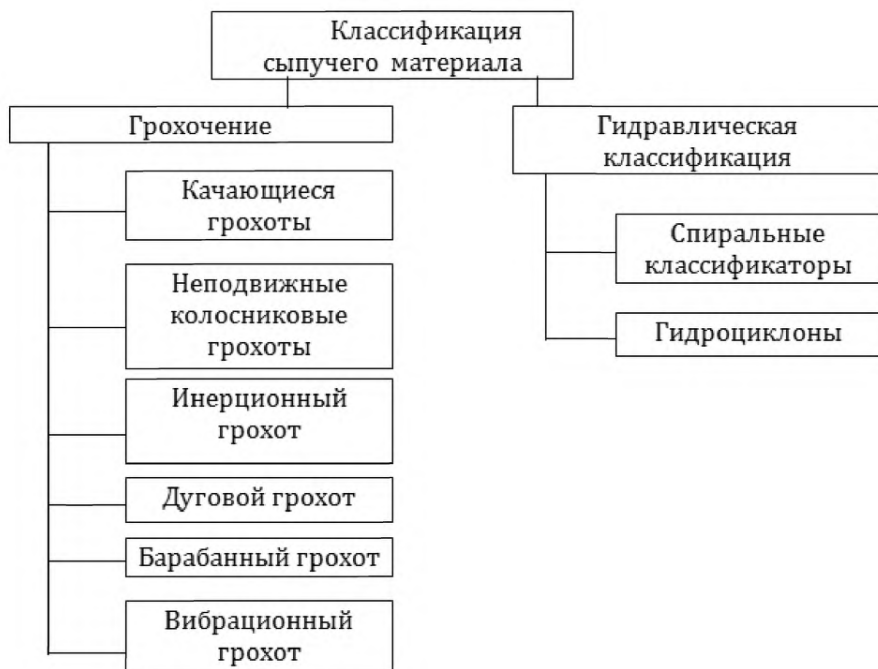 Классификация
сыпучего материала
Грохочение
Качающиеся
грохоты
Неподвижные
колосниковые
грохоты
Инерционный
грохот
Дуговой грохот
Барабанный грохот
Вибрационный
грохот
Гидравлическая
классификация
Спиральные
классификаторы
Гидроциклоны